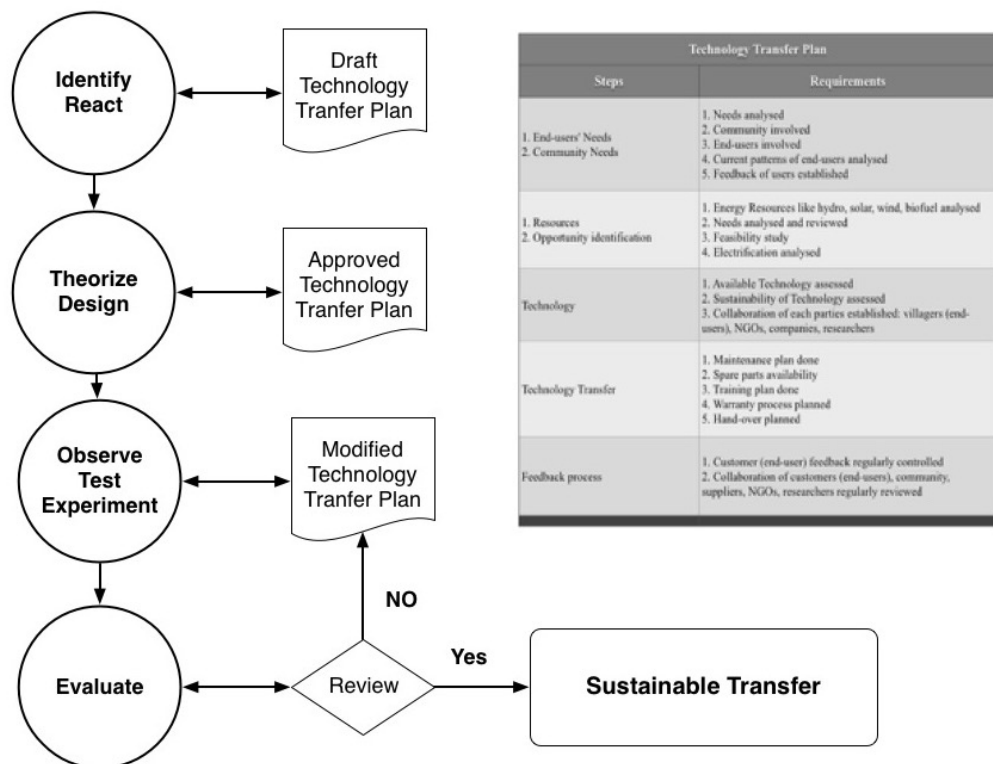 Identify
React
Draft
Technology
Tranfer Plan
Theorize
Design
Approved
Technology
Tranfer Plan
Observe
Test
Experiment
Modified
Technology
Tranfer Plan
NO
Evaluate
Review
Yes
Sustainable Transfer
Technology Transfer Plan
Steps
Requirements
1. End-users' Needs
2. Community Needs
1. Needs analysed
2. Community involved
3. End-users involved
4. Current patterns of end-users analysed
5. Feedback of users established
1. Resources
2. Opportunity identification
1. Energy Resources like hydro, solar, wind, biofuel analysed
2. Needs analysed and reviewed
3. Feasibility study
4. Electrification analysed
Technology
1. Available Technology assessed
2. Sustainability of Technology assessed
3. Collaboration of each parties established: villagers (end-
users), NGOs, companies, researchers
Technology Transfer
1. Maintenance plan done
2. Spare parts availability
3. Training plan done
4. Warranty process planned
5. Hand-over planned
Feedback process
1. Customer (end-user) feedback regularly controlled
2. Collaboration of customers (end-users), community,
suppliers, NGOs, researchers regularly reviewed